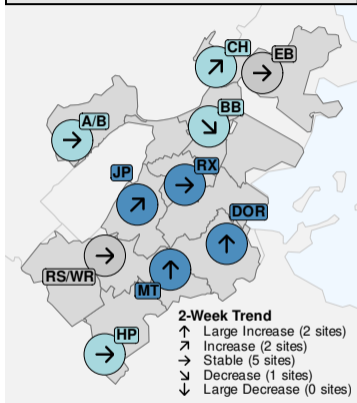 CH
EB
BB
A/B
RX
JP
DOR
RS/WR
MT
HP
2-Week Trend
↑ Large Increase (2 sites)
↗ Increase (2 sites)
→ Stable (5 sites)
↘ Decrease (1 sites)
↓ Large Decrease (0 sites)